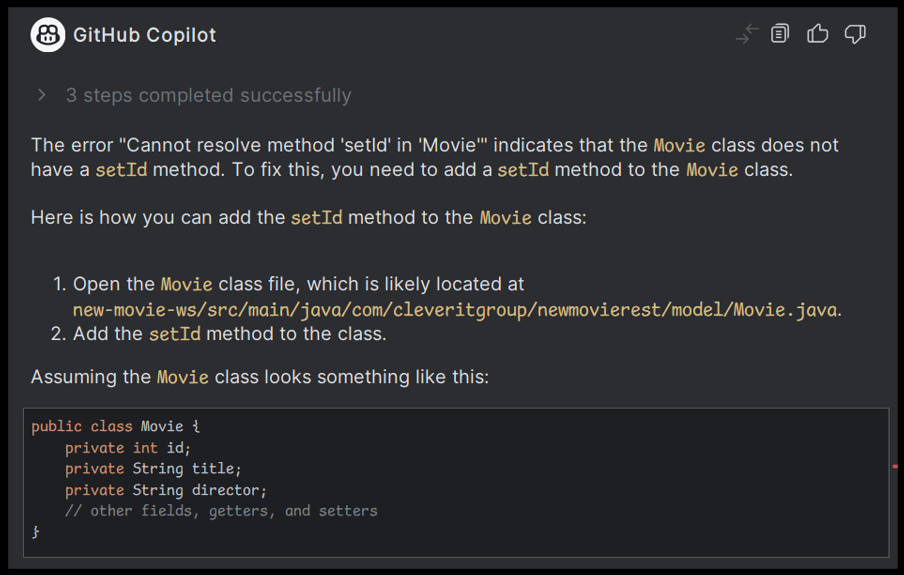 GitHub Copilot
3 steps completed successfully
The error "Cannot resolve method 'setId' in 'Movie'" indicates that the Movie class does not
have a setId method. To fix this, you need to add a setId method to the Movie class.
Here is how you can add the setId method to the Movie class:
1. Open the Movie class file, which is likely located at
new-movie-ws/src/main/java/com/cleveritgroup/newmovierest/model/Movie.java.
2. Add the setId method to the class.
Assuming the Movie class looks something like this:
public class Movie {
    private int id;
    private String title;
    private String director;
    // other fields, getters, and setters
}